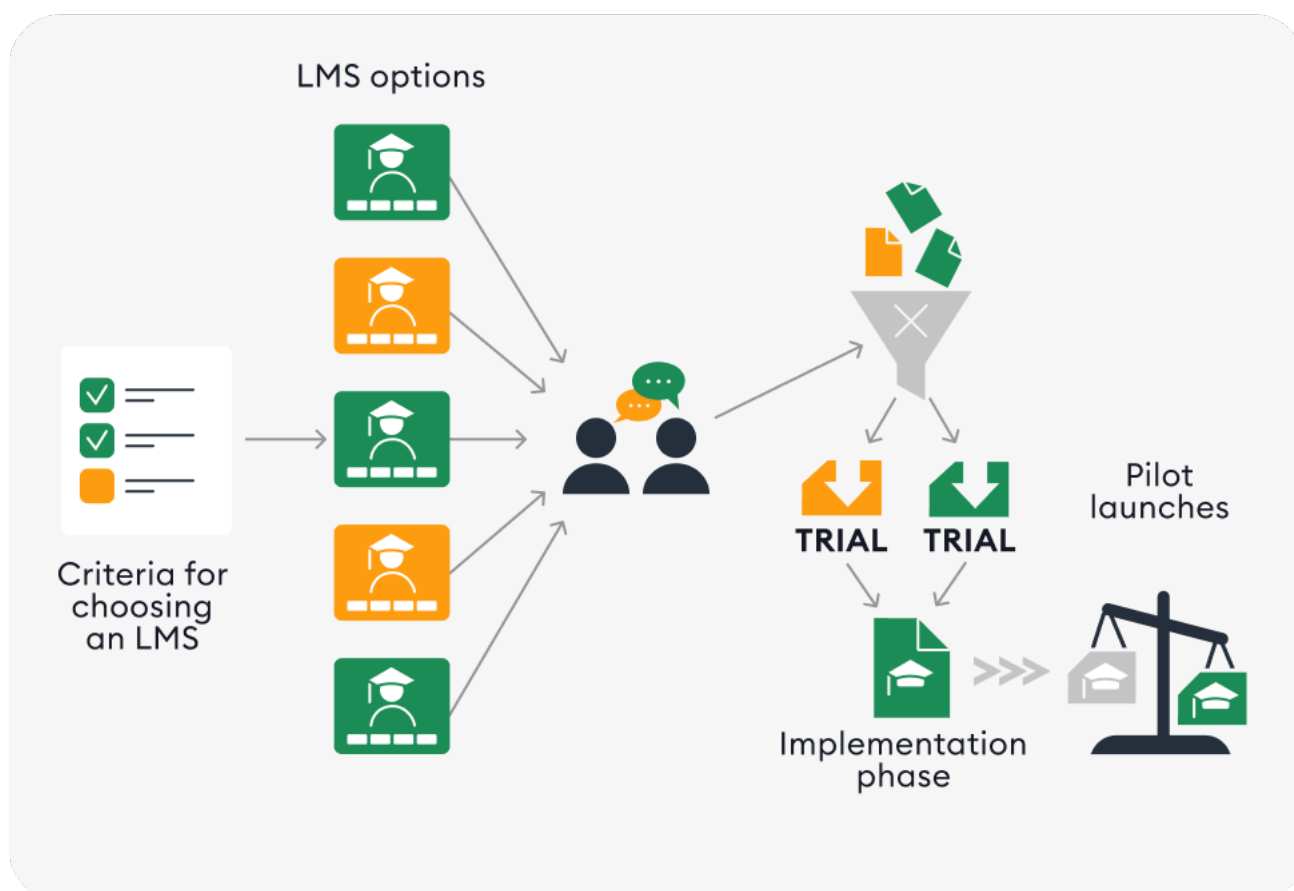 LMS options
Criteria for
choosing
an LMS
TRIAL
TRIAL
Pilot
launches
Implementation
phase